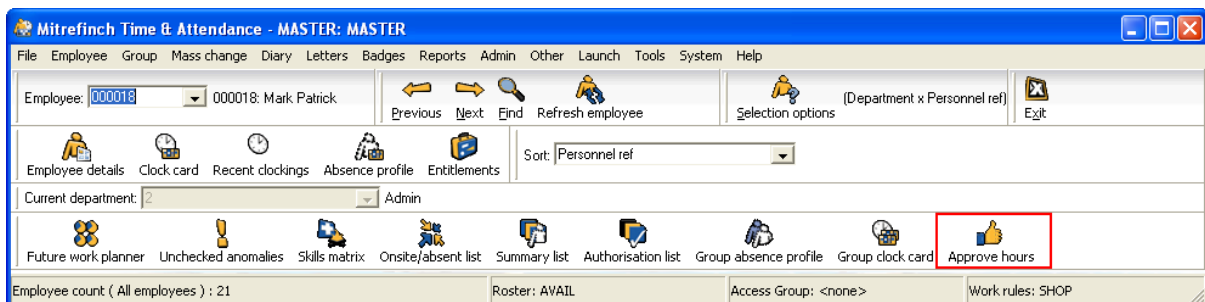 Mitrefinch Time & Attendance - MASTER: MASTER
File Employee Group Mass change Diary Letters Badges Reports Admin Other Launch Tools System Help
Employee: 000018 000018: Mark Patrick Previous Next Find Refresh employee Selection options (Department x Personnel ref) Exit
Employee details Clock card Recent clockings Absence profile Entitlements Sort: Personnel ref
Current department: 2 Admin
Future work planner Unchecked anomalies Skills matrix Onsite/absent list Summary list Authorisation list Group absence profile Group clock card Approve hours
Employee count ( All employees ) : 21 Roster: AVAIL Access Group: <none> Work rules: SHOP